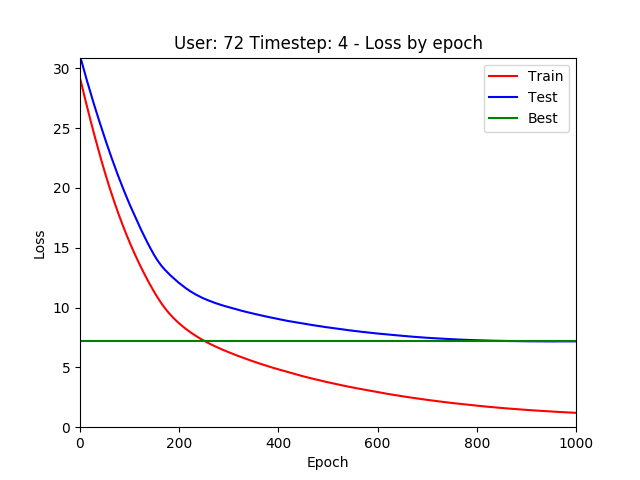 User: 72 Timestep: 4 - Loss by epoch
Loss
30
25
20
15
10
5
0
Train
Test
Best
0 200 400 600 800 1000
Epoch